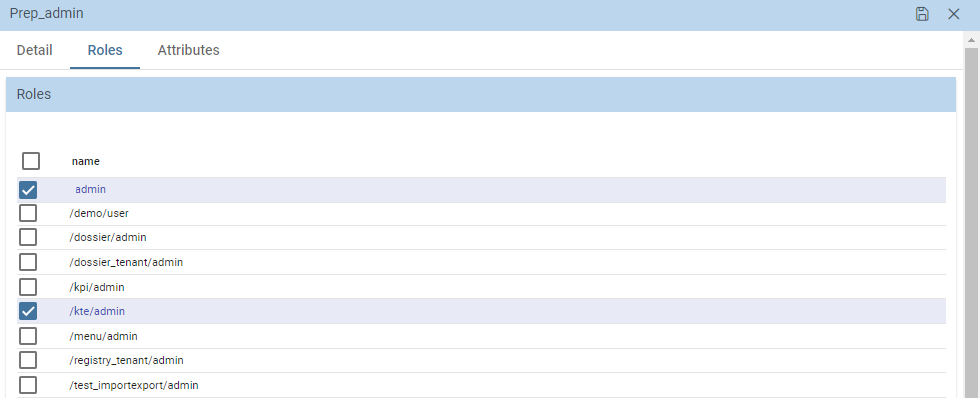 Prep_admin
Detail Roles Attributes
Roles
name
admin
/demo/user
/dossier/admin
/dossier_tenant/admin
/kpi/admin
/kte/admin
/menu/admin
/registry_tenant/admin
/test_importexport/admin